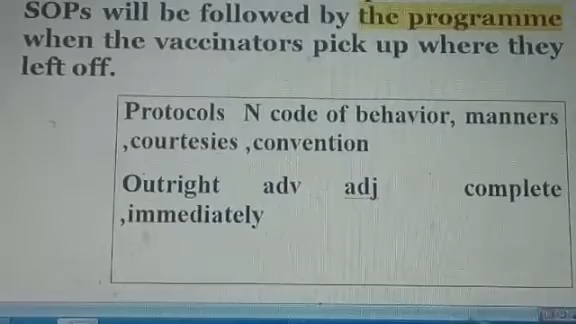 SOPs will be followed by the programme
when the vaccinators pick up where they
left off.
Protocols N code of behavior, manners
,courtesies ,convention
Outright adv adj complete
,immediately